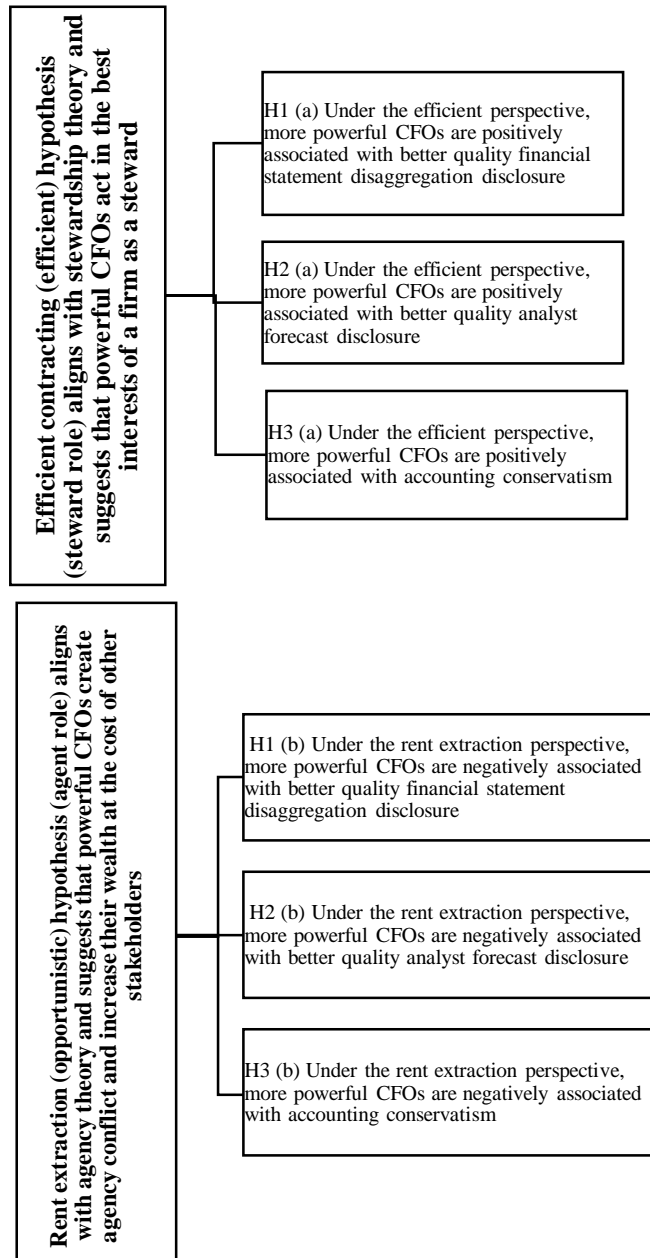 Efficient contracting (efficient) hypothesis
(steward role) aligns with stewardship theory and
suggests that powerful CFOs act in the best
interests of a firm as a steward
H1 (a) Under the efficient perspective,
more powerful CFOs are positively
associated with better quality financial
statement disaggregation disclosure
H2 (a) Under the efficient perspective,
more powerful CFOs are positively
associated with better quality analyst
forecast disclosure
H3 (a) Under the efficient perspective,
more powerful CFOs are positively
associated with accounting conservatism
Rent extraction (opportunistic) hypothesis (agent role) aligns
with agency theory and suggests that powerful CFOs create
agency conflict and increase their wealth at the cost of other
stakeholders
H1 (b) Under the rent extraction perspective,
more powerful CFOs are negatively associated
with better quality financial statement
disaggregation disclosure
H2 (b) Under the rent extraction perspective,
more powerful CFOs are negatively associated
with better quality analyst forecast disclosure
H3 (b) Under the rent extraction perspective,
more powerful CFOs are negatively associated
with accounting conservatism